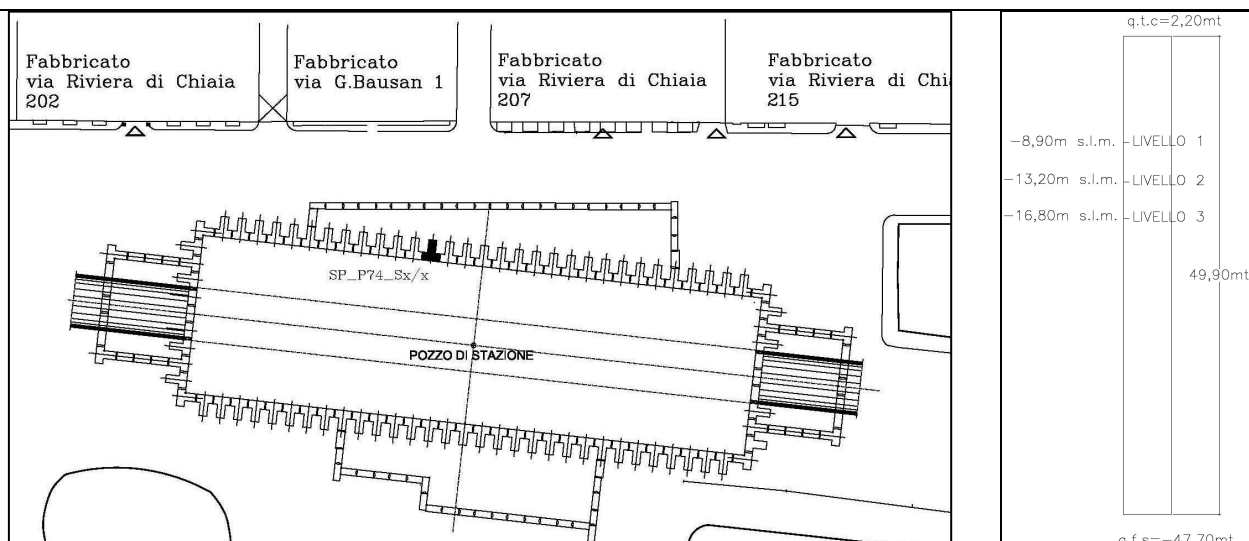 Fabbricato
via Riviera di Chiaia
202
Fabbricato
via G.Bausan 1
Fabbricato
via Riviera di Chiaia
207
Fabbricato
via Riviera di Chi
215
SP_P74_Sx/x
POZZO DI STAZIONE
q.t.c=2,20mt
-8,90m s.l.m. LIVELLO 1
-13,20m s.l.m. LIVELLO 2
-16,80m s.l.m. LIVELLO 3
49,90mt
q.f.s=-47,70mt